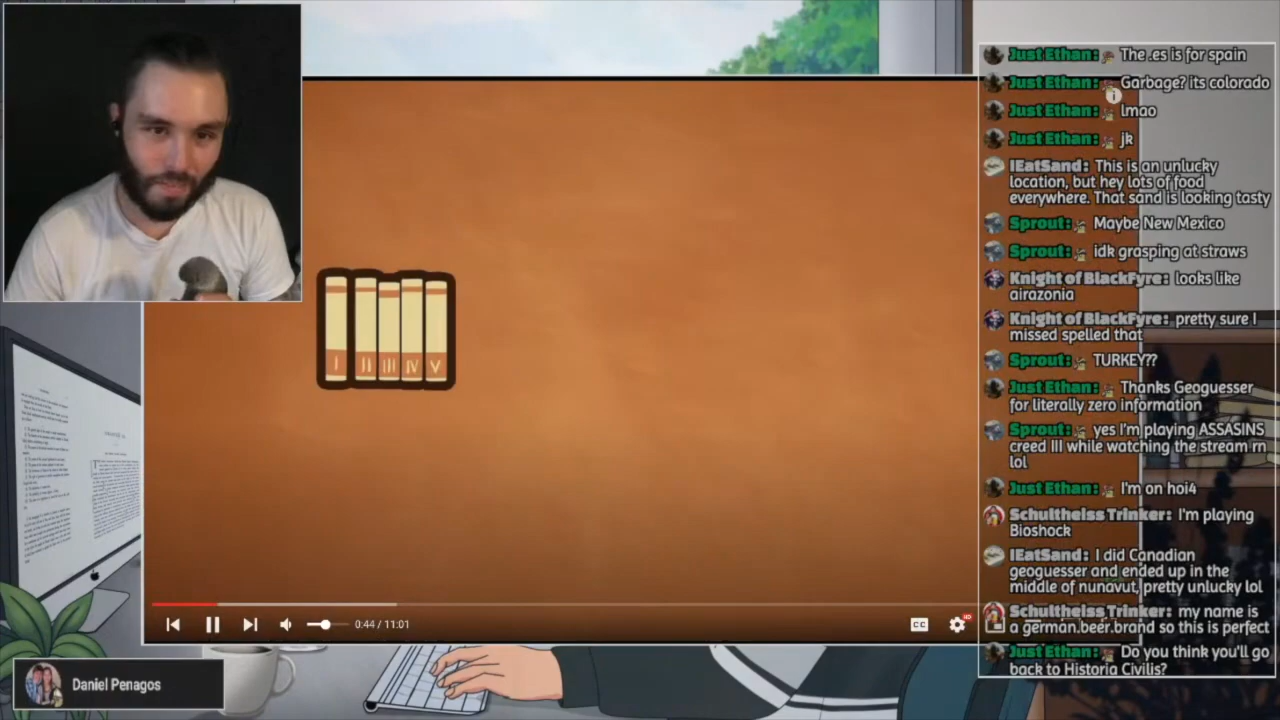 Just Ethan: The .es is for spain
Just Ethan: Garbage? its colorado
Just Ethan: lmao
Just Ethan: jk
IEatSand: This is an unlucky
location, but hey lots of food
everywhere. That sand is looking tasty
Sprout: Maybe New Mexico
Sprout: idk grasping at straws
Knight of BlackFyre: looks like
airazonia
Knight of BlackFyre: pretty sure I
missed spelled that
Sprout: TURKEY??
Just Ethan: Thanks Geoguesser
for literally zero information
Sprout: yes I'm playing ASSASINS
creed III while watching the stream rn
lol
Just Ethan: I'm on hoi4
Schultheiss Trinker: I'm playing
Bioshock
IEatSand: I did Canadian
geoguesser and ended up in the
middle of nunavut, pretty unlucky lol
Schultheiss Trinker: my name is
a german.beer.brand so this is perfect
Just Ethan: Do you think you'll go
back to Historia Civilis?
I II III IV V
0:44 / 11:01
CC
HD
Daniel Penagos